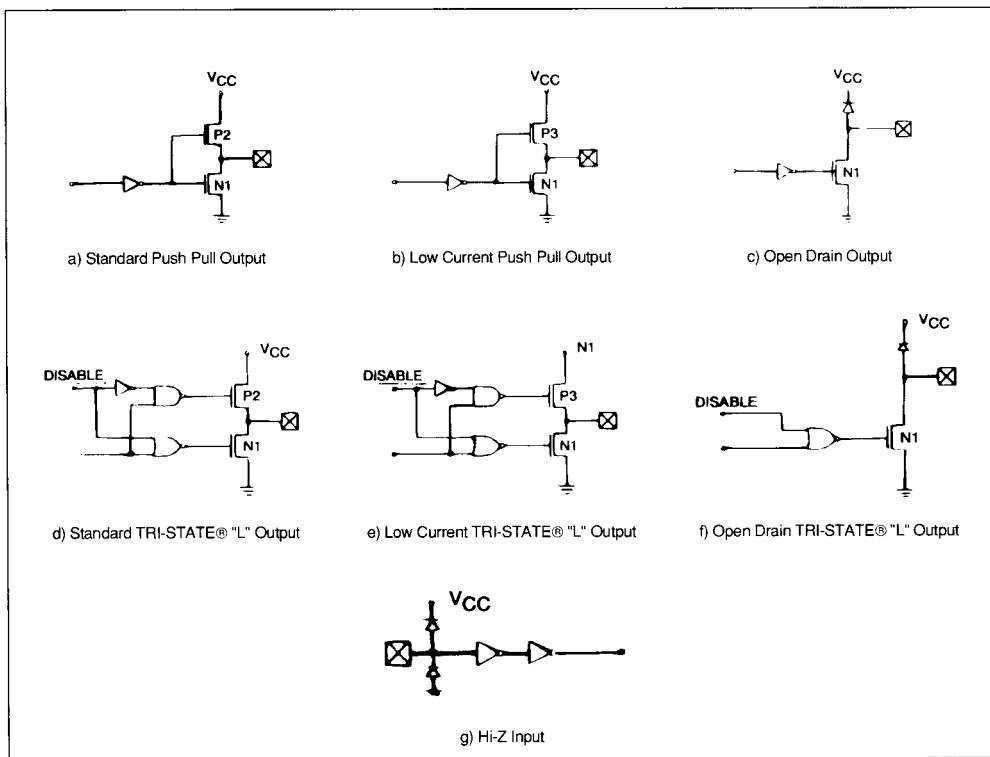 VCC
P2
N1
a) Standard Push Pull Output
VCC
P3
N1
b) Low Current Push Pull Output
VCC
N1
c) Open Drain Output
VCC
DISABLE
P2
N1
d) Standard TRI-STATE® "L" Output
N1
DISABLE
P3
N1
e) Low Current TRI-STATE® "L" Output
VCC
DISABLE
N1
f) Open Drain TRI-STATE® "L" Output
VCC
g) Hi-Z Input